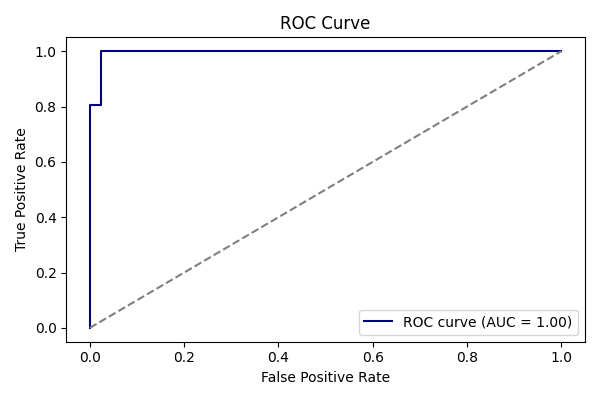 ROC Curve
True Positive Rate
1.0
0.8
0.6
0.4
0.2
0.0
ROC curve (AUC = 1.00)
0.0 0.2 0.4 0.6 0.8 1.0
False Positive Rate